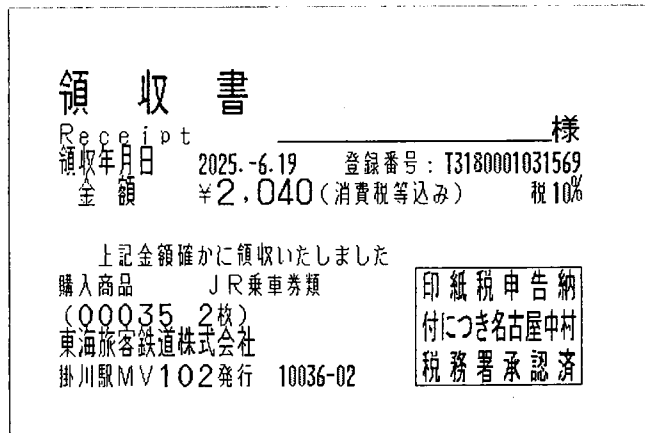 領収書
Receipt 様
領収年月日 2025.-6.19 登録番号：T3180001031569
金額 ¥2,040(消費税等込み) 税10%
上記金額確かに領収いたしました
購入商品 JR乗車券類
(00035 2枚)
東海旅客鉄道株式会社
掛川駅MV102発行 10036-02
印紙税申告納
付につき名古屋中村
税務署承認済